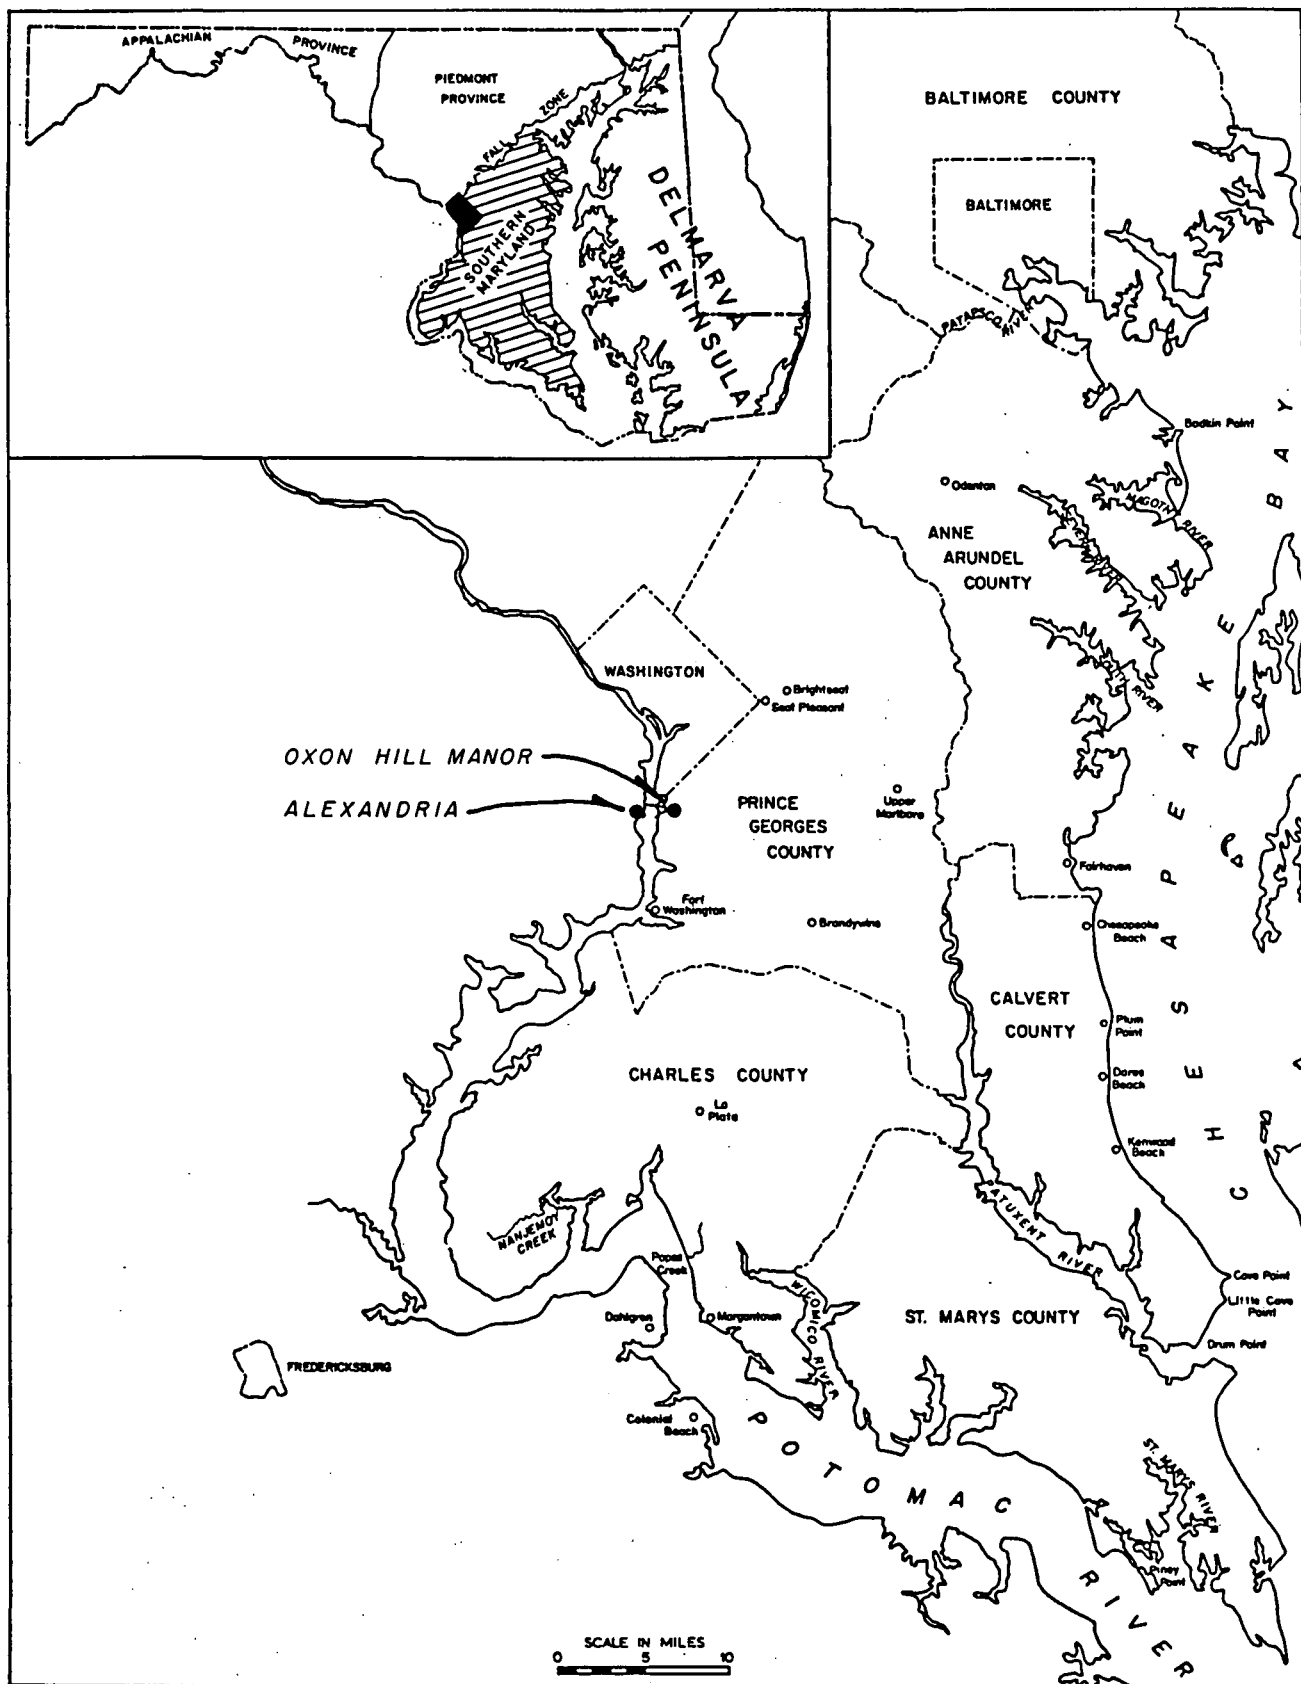 APPALACHIAN PROVINCE
PIEDMONT
PROVINCE
FALL ZONE
SOUTHERN
MARYLAND
DELMARVA
PENINSULA
BALTIMORE COUNTY
BALTIMORE
PATAPSCO
RIVER
Bodkin Point
Odenton
MAGOTHY RIVER
SEVERN RIVER
ANNE
ARUNDEL
COUNTY
SOUTH RIVER
CHESAPEAKE BAY
WASHINGTON
Brightseat
Seat Pleasant
OXON HILL MANOR
ALEXANDRIA
PRINCE
GEORGES
COUNTY
Upper
Marlboro
Fairhaven
Fort
Washington
Brandywine
Chesapeake
Beach
CALVERT
COUNTY
Plum
Point
Dares
Beach
CHARLES COUNTY
La
Plata
Kenwood
Beach
NANJEMOY
CREEK
PATUXENT RIVER
Popes
Creek
WICOMICO RIVER
Cove Point
Little Cove
Point
Dahlgren
Morgantown
ST. MARYS COUNTY
Drum Point
FREDERICKSBURG
Colonial
Beach
POTOMAC RIVER
ST. MARYS RIVER
Piney
Point
SCALE IN MILES
0 5 10